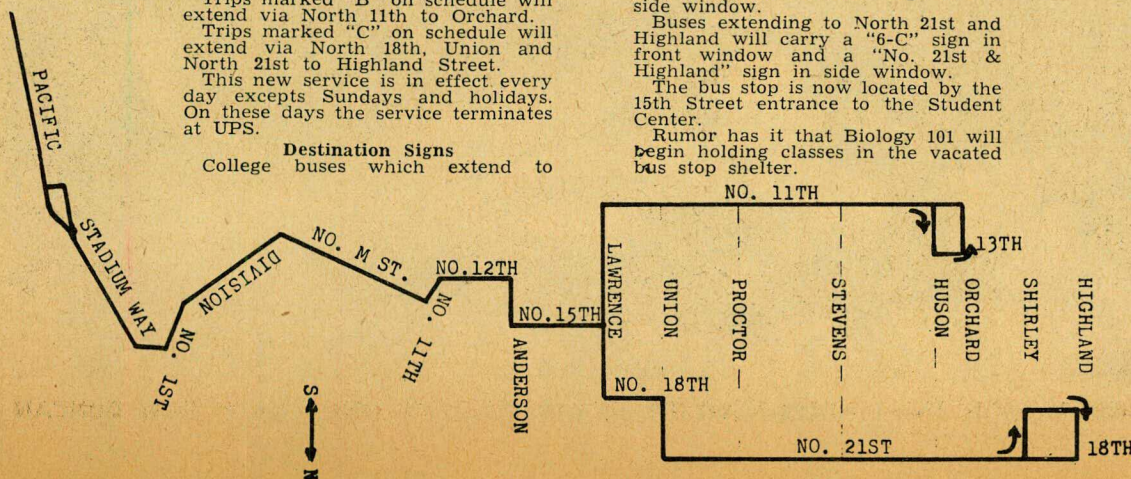 Trips marked "B" on schedule will
extend via North 11th to Orchard.
Trips marked "C" on schedule will
extend via North 18th, Union and
North 21st to Highland Street.
This new service is in effect every
day excepts Sundays and holidays.
On these days the service terminates
at UPS.
Destination Signs
College buses which extend to
side window.
Buses extending to North 21st and
Highland will carry a "6-C" sign in
front window and a "No. 21st &
Highland" sign in side window.
The bus stop is now located by the
15th Street entrance to the Student
Center.
Rumor has it that Biology 101 will
begin holding classes in the vacated
bus stop shelter.
PACIFIC
STADIUM WAY
NO. 1ST
DIVISION
NO. M ST.
NO. 11TH
NO.12TH
ANDERSON
NO.15TH
LAWRENCE
NO. 11TH
UNION
PROCTOR
STEVENS
HUSON
ORCHARD
13TH
SHIRLEY
HIGHLAND
NO. 18TH
NO. 21ST
18TH
S
N